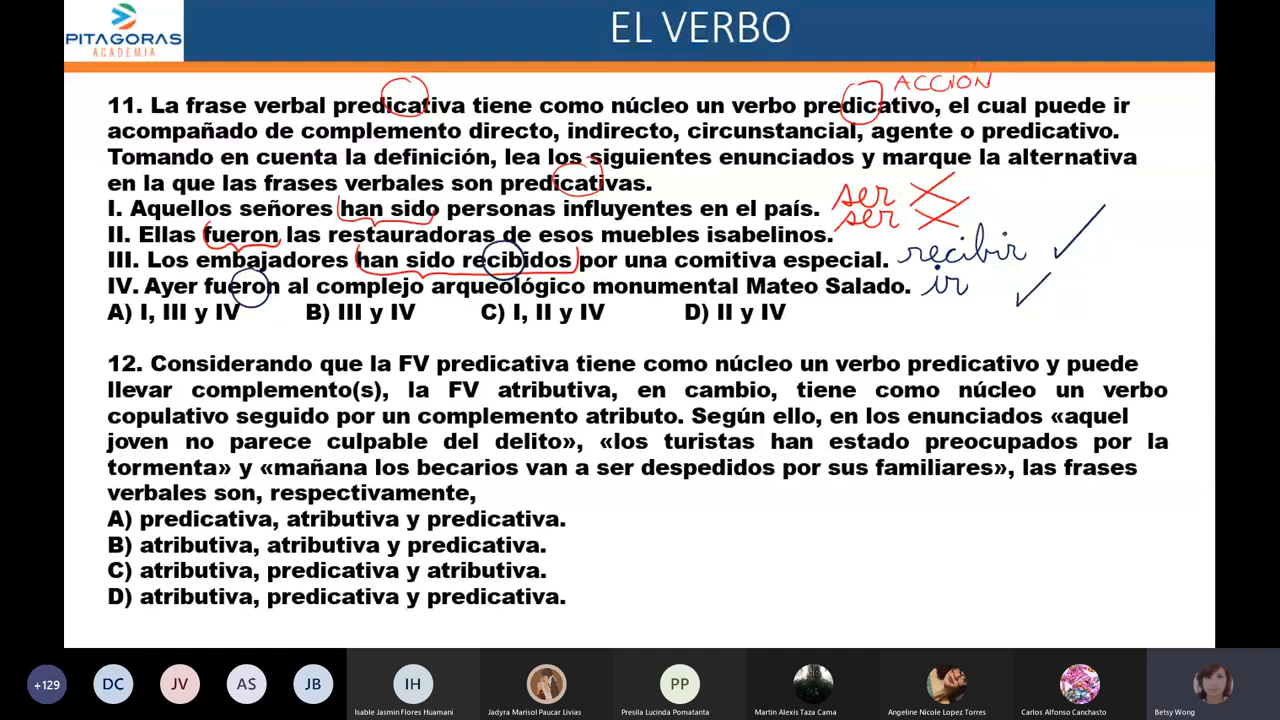 PITAGORAS
ACADEMIA
EL VERBO
ACCIÓN
11. La frase verbal predicativa tiene como núcleo un verbo predicativo, el cual puede ir
acompañado de complemento directo, indirecto, circunstancial, agente o predicativo.
Tomando en cuenta la definición, lea los siguientes enunciados y marque la alternativa
en la que las frases verbales son predicativas.
I. Aquellos señores han sido personas influyentes en el país. ser
II. Ellas fueron las restauradoras de esos muebles isabelinos. ser
III. Los embajadores han sido recibidos por una comitiva especial. recibir
IV. Ayer fueron al complejo arqueológico monumental Mateo Salado. ir
A) I, III y IV B) III y IV C) I, II y IV D) II y IV
12. Considerando que la FV predicativa tiene como núcleo un verbo predicativo y puede
llevar complemento(s), la FV atributiva, en cambio, tiene como núcleo un verbo
copulativo seguido por un complemento atributo. Según ello, en los enunciados «aquel
joven no parece culpable del delito», «los turistas han estado preocupados por la
tormenta» y «mañana los becarios van a ser despedidos por sus familiares», las frases
verbales son, respectivamente,
A) predicativa, atributiva y predicativa.
B) atributiva, atributiva y predicativa.
C) atributiva, predicativa y atributiva.
D) atributiva, predicativa y predicativa.
+129 DC JV AS JB IH PP
Isable Jasmin Flores Huamani Jadyra Marisol Paucar Livias Presila Lucinda Pomatanta Martin Alexis Taza Cama Angeline Nicole Lopez Torres Carlos Alfonso Canchasto Betsy Wong